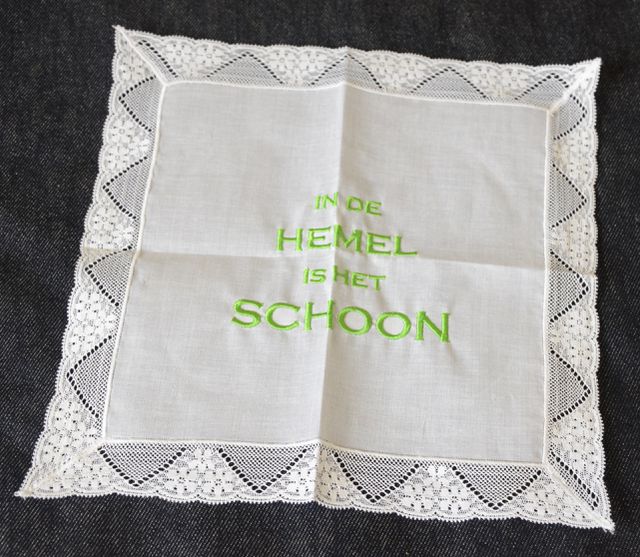 IN DE
HEMEL
IS HET
SCHOON